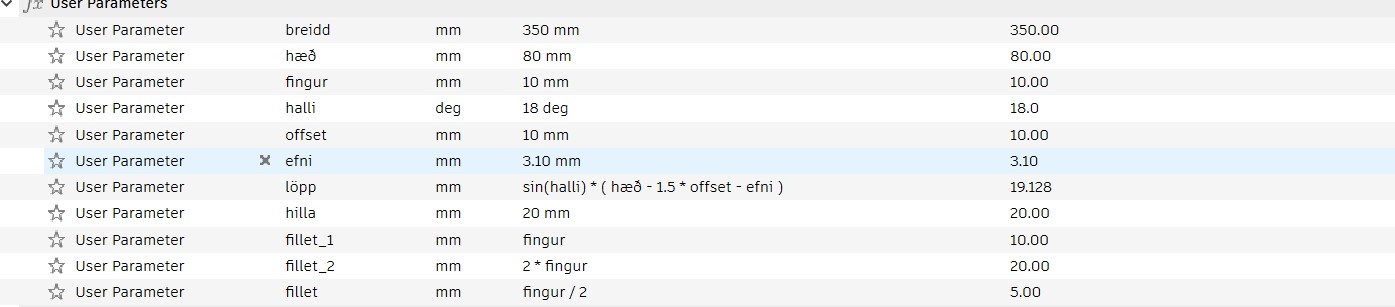 fx User Parameters
User Parameter breidd mm 350 mm 350.00
User Parameter hæð mm 80 mm 80.00
User Parameter fingur mm 10 mm 10.00
User Parameter halli deg 18 deg 18.0
User Parameter offset mm 10 mm 10.00
User Parameter efni mm 3.10 mm 3.10
User Parameter löpp mm sin(halli) * ( hæð - 1.5 * offset - efni ) 19.128
User Parameter hilla mm 20 mm 20.00
User Parameter fillet_1 mm fingur 10.00
User Parameter fillet_2 mm 2 * fingur 20.00
User Parameter fillet mm fingur / 2 5.00